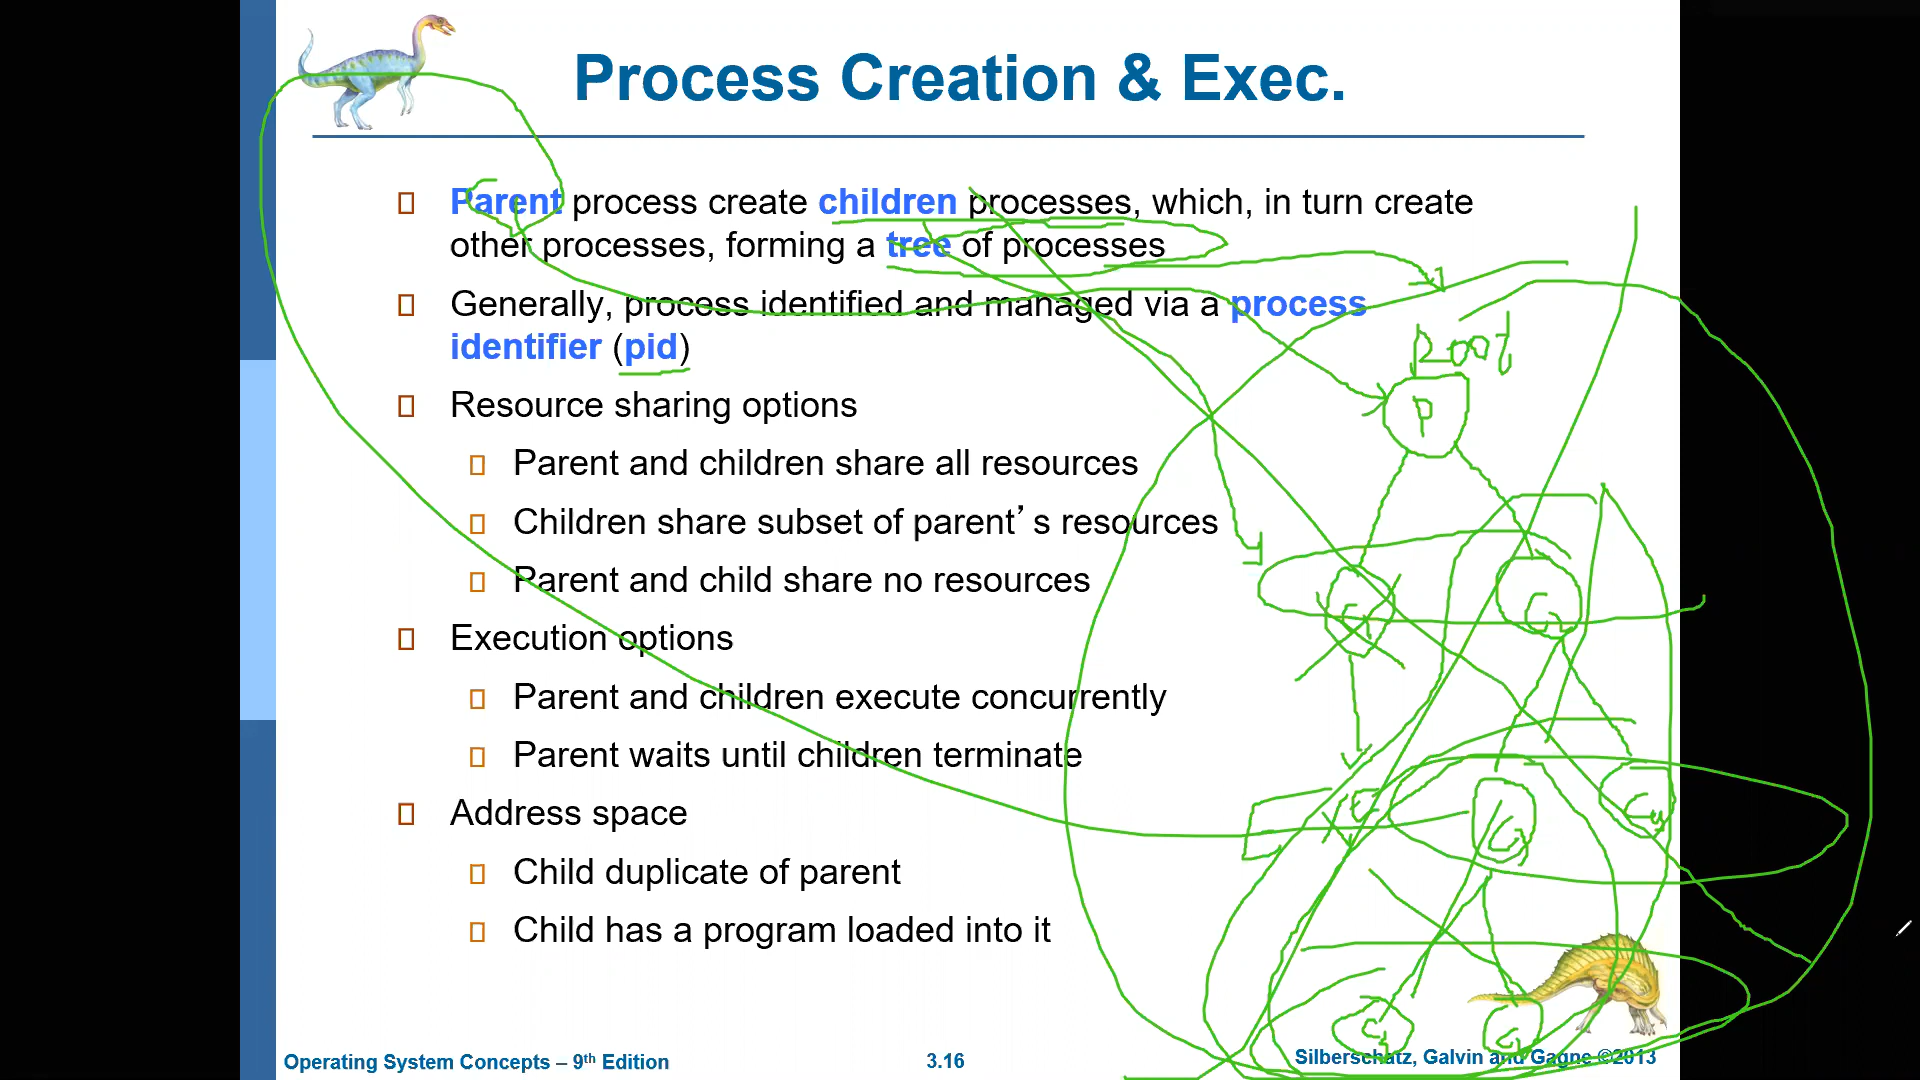 Process Creation & Exec.
Parent process create children processes, which, in turn create
other processes, forming a tree of processes
Generally, process identified and managed via a process
identifier (pid)
Resource sharing options
Parent and children share all resources
Children share subset of parent’s resources
Parent and child share no resources
Execution options
Parent and children execute concurrently
Parent waits until children terminate
Address space
Child duplicate of parent
Child has a program loaded into it
Root
P
Operating System Concepts – 9th Edition
3.16
Silberschatz, Galvin and Gagne ©2013